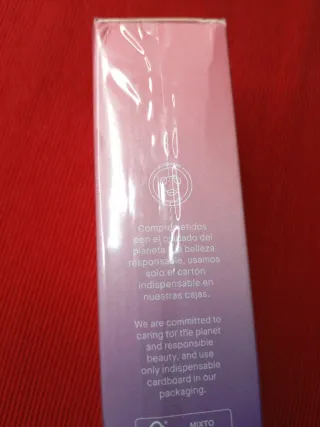 Comprometidos
con el cuidado del
planeta y la belleza
responsable, usamos
solo el cartón
indispensable en
nuestras cajas.
We are committed to
caring for the planet
and responsible
beauty, and use
only indispensable
cardboard in our
packaging.
MIXTO